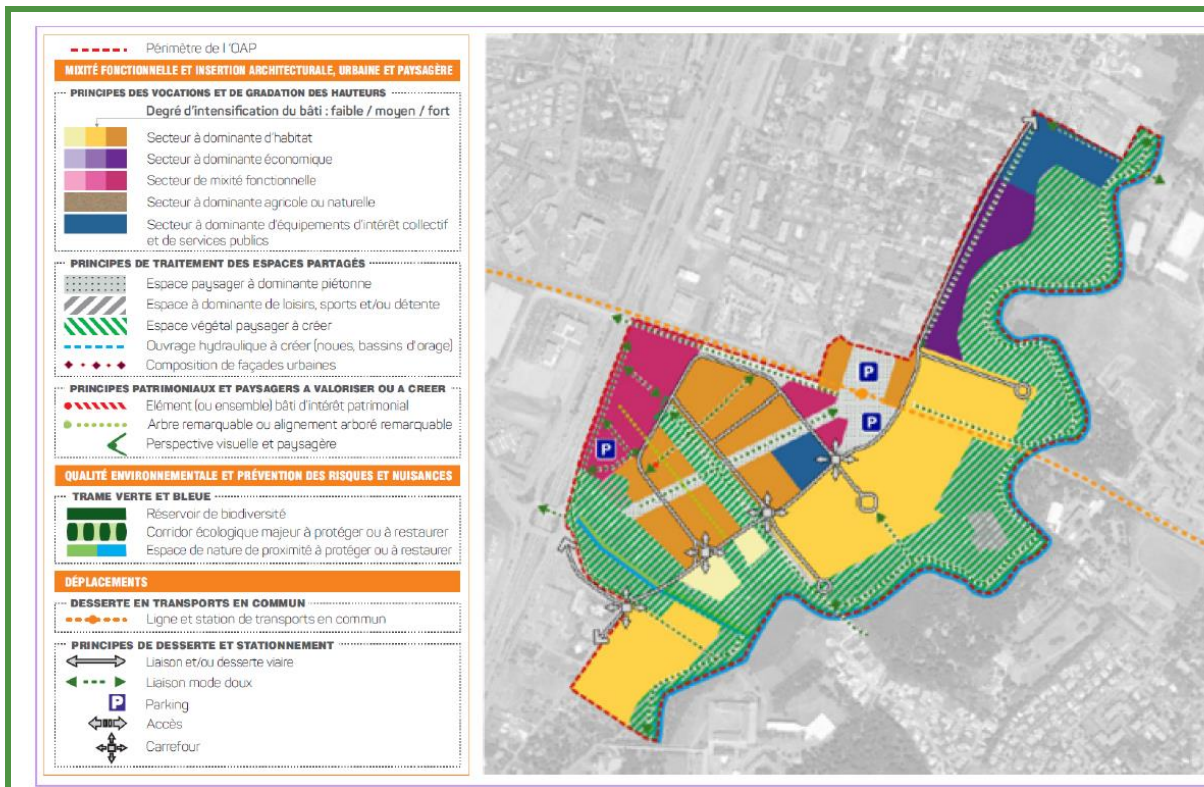 Périmètre de l 'OAP
MIXITÉ FONCTIONNELLE ET INSERTION ARCHITECTURALE, URBAINE ET PAYSAGÈRE
PRINCIPES DES VOCATIONS ET DE GRADATION DES HAUTEURS
Degré d'intensification du bâti : faible / moyen / fort
Secteur à dominante d'habitat
Secteur à dominante économique
Secteur de mixité fonctionnelle
Secteur à dominante agricole ou naturelle
Secteur à dominante d'équipements d'intérêt collectif
et de services publics
PRINCIPES DE TRAITEMENT DES ESPACES PARTAGÉS
Espace paysager à dominante piétonne
Espace à dominante de loisirs, sports et/ou détente
Espace végétal paysager à créer
Ouvrage hydraulique à créer (noues, bassins d'orage)
Composition de façades urbaines
PRINCIPES PATRIMONIAUX ET PAYSAGERS A VALORISER OU A CREER
Elément (ou ensemble) bâti d'intérêt patrimonial
Arbre remarquable ou alignement arboré remarquable
Perspective visuelle et paysagère
QUALITÉ ENVIRONNEMENTALE ET PRÉVENTION DES RISQUES ET NUISANCES
TRAME VERTE ET BLEUE
Réservoir de biodiversité
Corridor écologique majeur à protéger ou à restaurer
Espace de nature de proximité à protéger ou à restaurer
DÉPLACEMENTS
DESSERTE EN TRANSPORTS EN COMMUN
Ligne et station de transports en commun
PRINCIPES DE DESSERTE ET STATIONNEMENT
Liaison et/ou desserte viaire
Liaison mode doux
P Parking
Accès
Carrefour
P
P
P